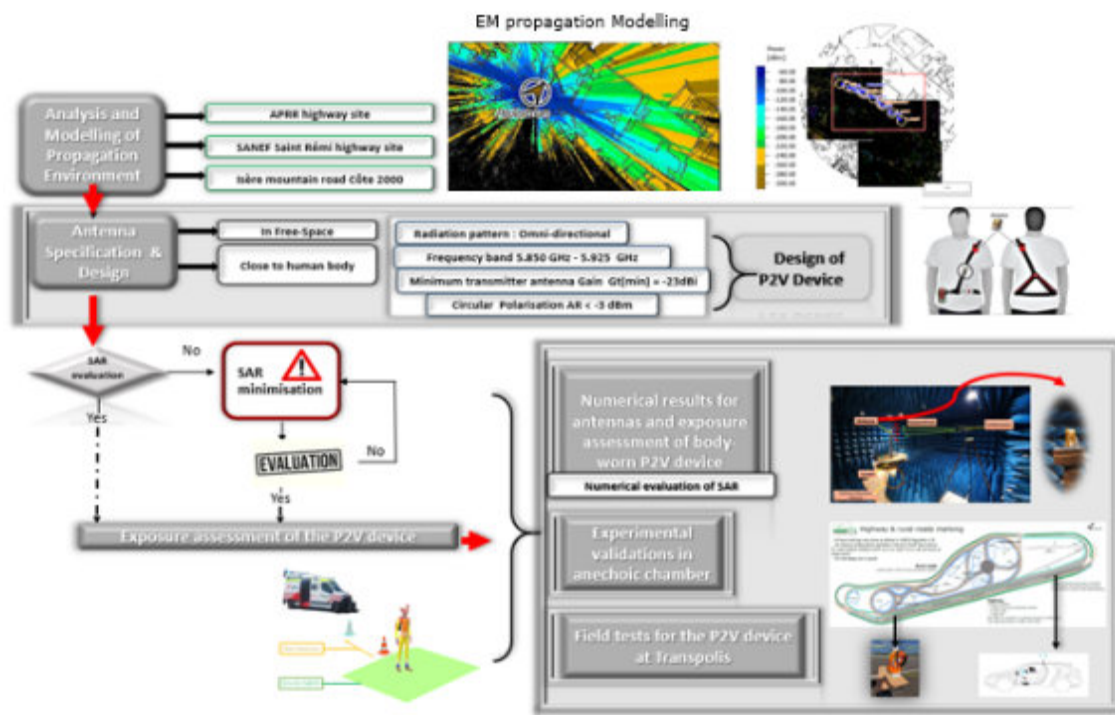 EM propagation Modelling
Analysis and
Modelling of
Propagation
Environment
APRR highway site
SANEF Saint Rémi highway site
Isère mountain road Côte 2000
Antenna
Specification &
Design
In Free-Space
Close to human body
Radiation pattern : Omni-directional
Frequency band 5.850 GHz - 5.925 GHz
Minimum transmitter antenna Gain Gt[min] = -23dBi
Circular Polarisation AR < -3 dBm
Design of
P2V Device
SAR
evaluation
No
Yes
SAR
minimisation
EVALUATION
No
Yes
Exposure assessment of the P2V device
Numerical results for
antennas and exposure
assessment of body-
worn P2V device
Numerical evaluation of SAR
Experimental
validations in
anechoic chamber
Highway & rural roads marking
Field tests for the P2V device
at Transpolis